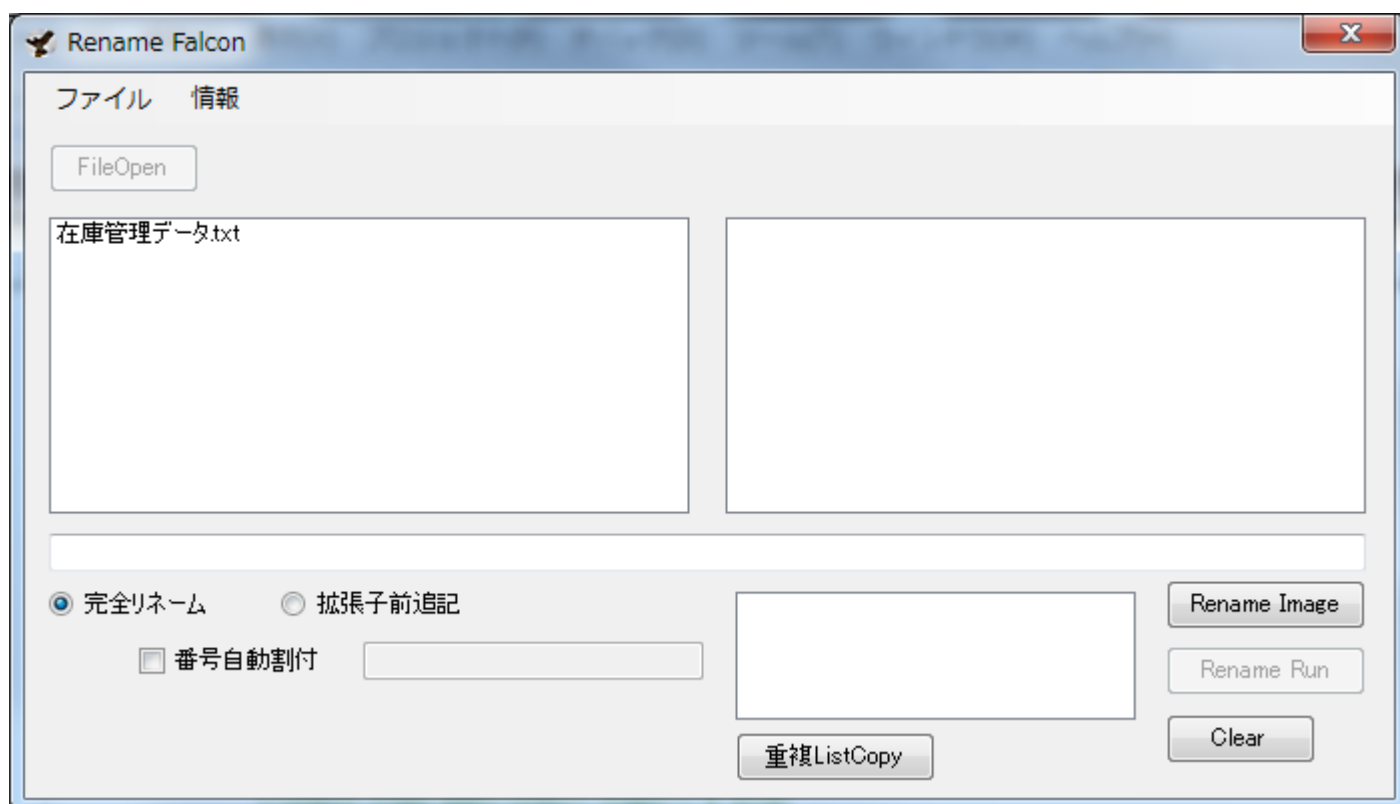 Rename Falcon
ファイル 情報
FileOpen
在庫管理データ.txt
完全リネーム 拡張子前追記
番号自動割付
Rename Image
Rename Run
Clear
重複ListCopy